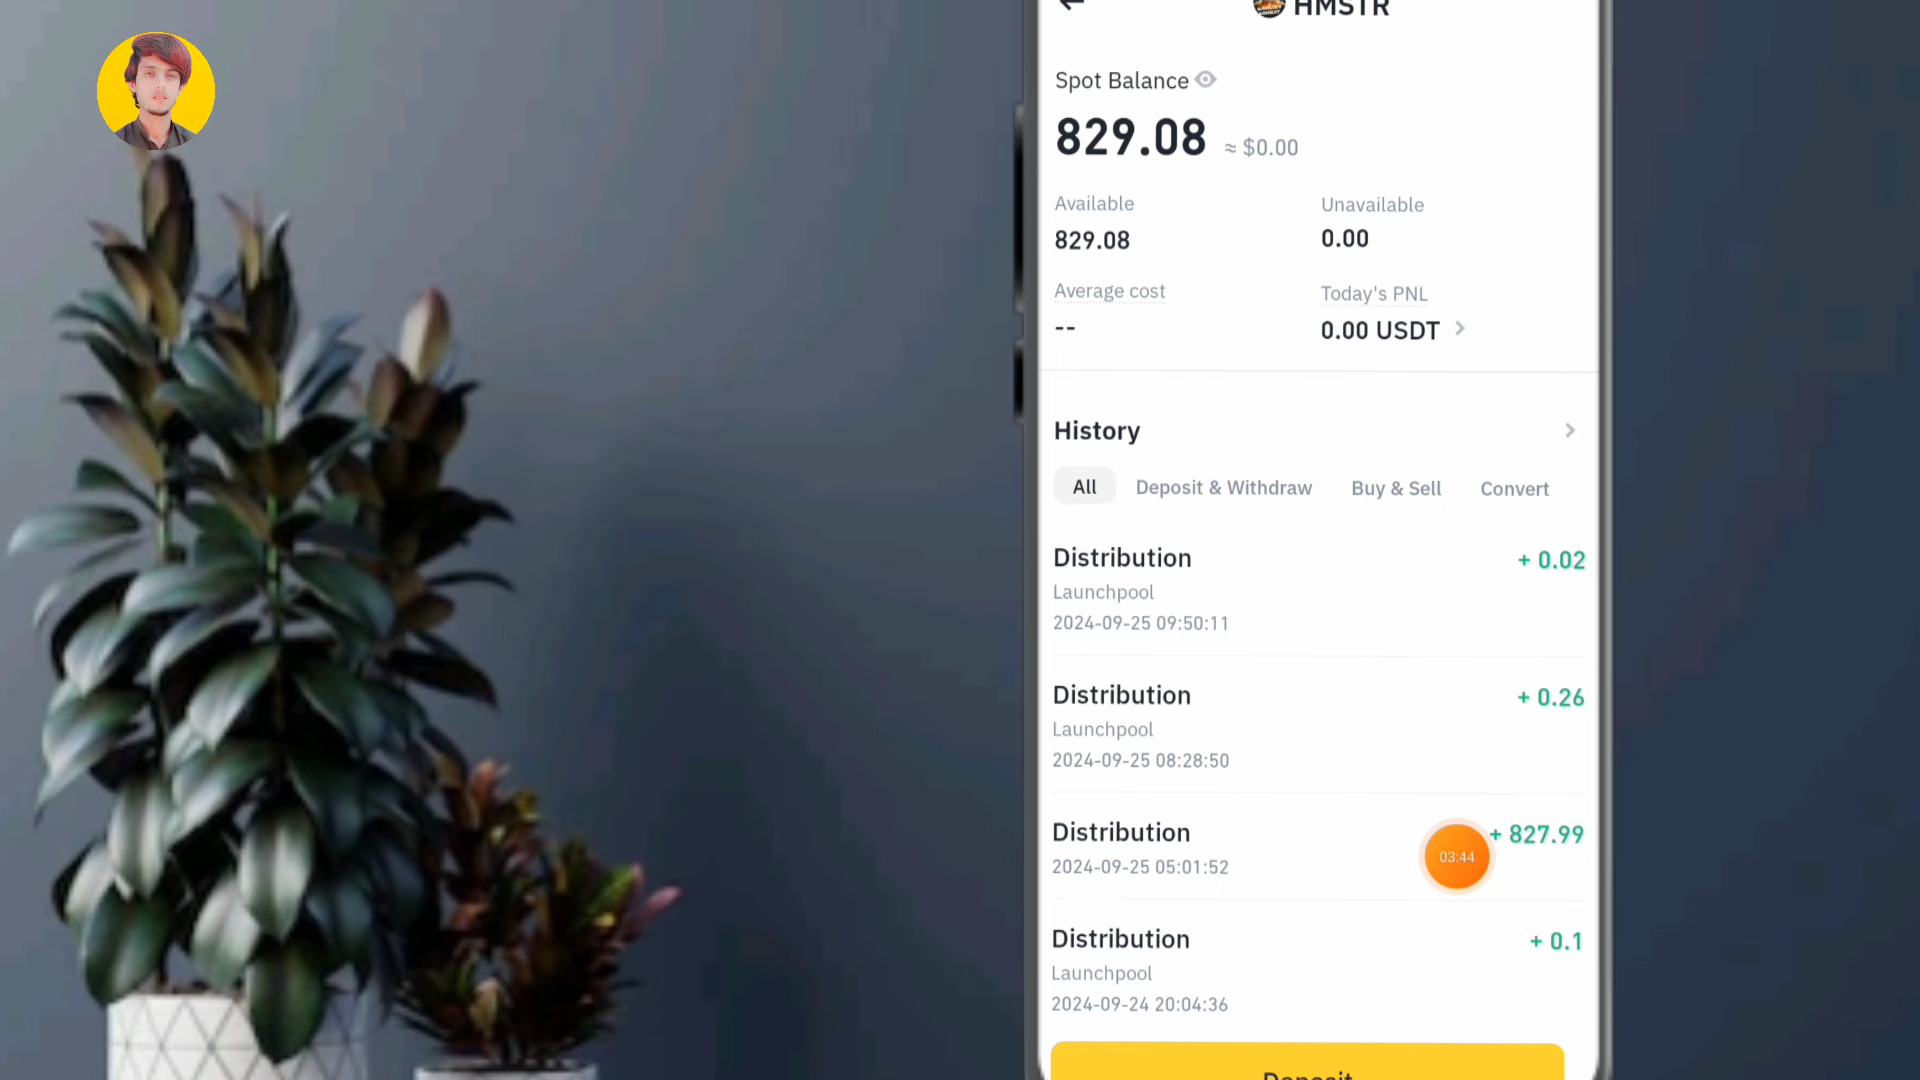 HMSTR
Spot Balance
829.08 ≈ $0.00
Available
Unavailable
829.08
0.00
Average cost
Today's PNL
--
0.00 USDT
History
All Deposit & Withdraw Buy & Sell Convert
Distribution + 0.02
Launchpool
2024-09-25 09:50:11
Distribution + 0.26
Launchpool
2024-09-25 08:28:50
Distribution + 827.99
03:44
2024-09-25 05:01:52
Distribution + 0.1
Launchpool
2024-09-24 20:04:36
Deposit